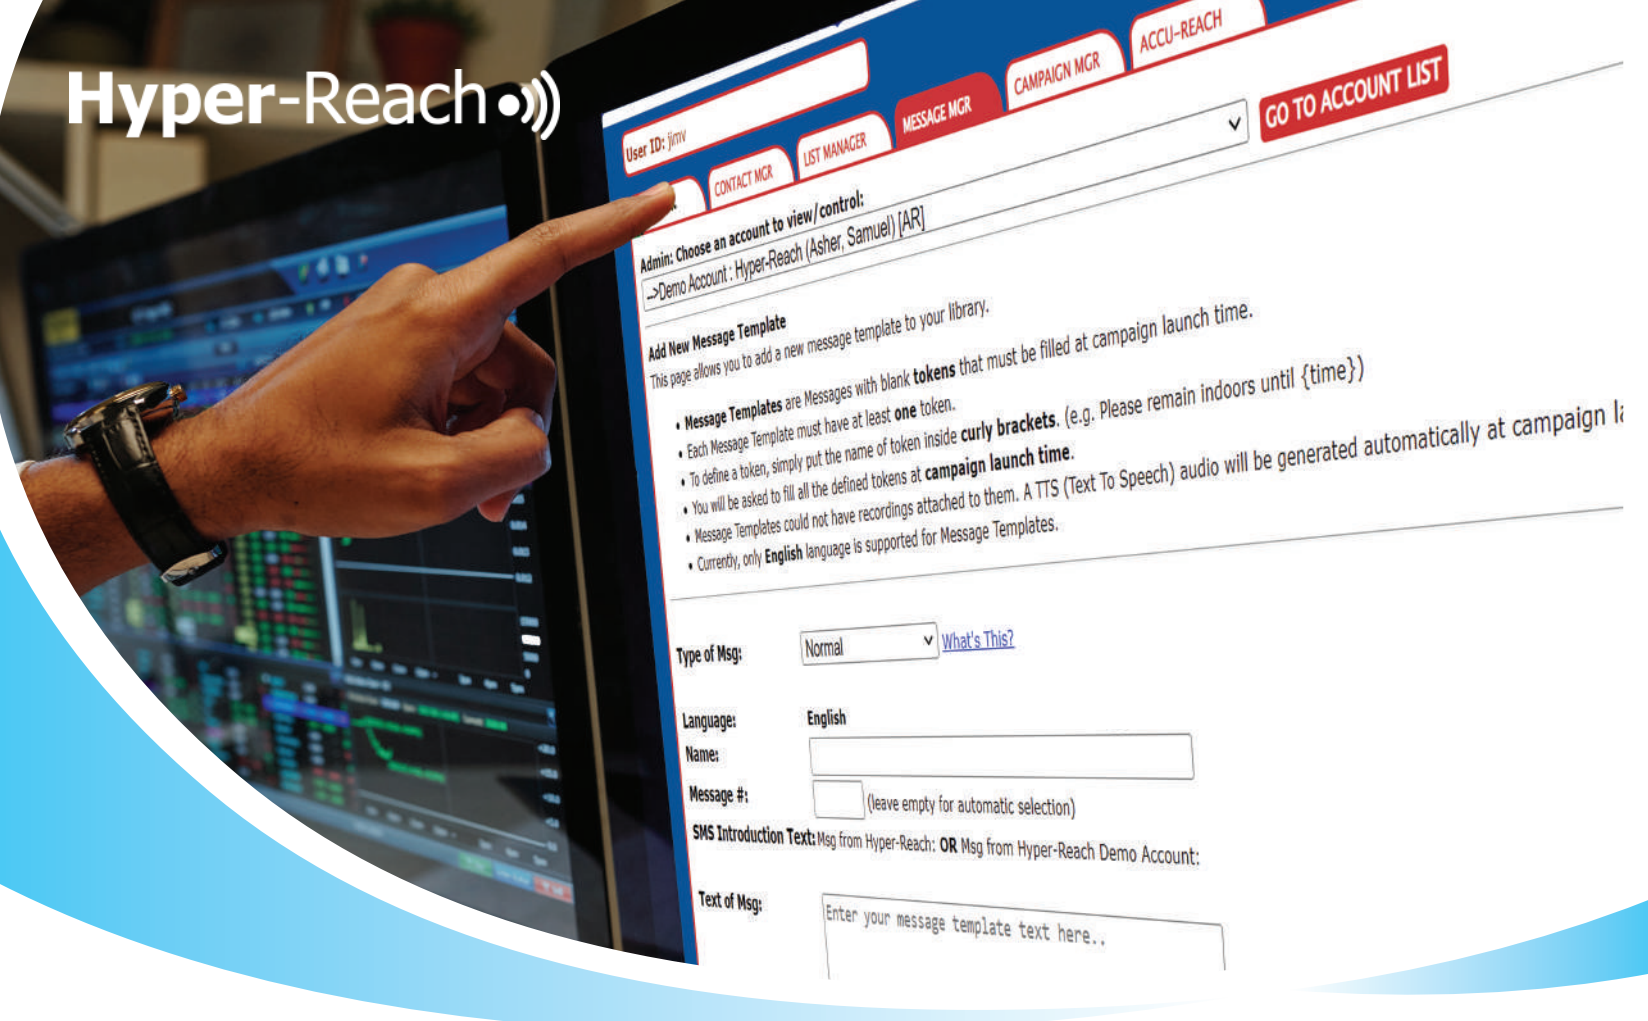 Hyper-Reach
User ID: jimv
CONTACT MGR
LIST MANAGER
MESSAGE MGR
CAMPAIGN MGR
ACCU-REACH
Admin: Choose an account to view/control:
-->Demo Account : Hyper-Reach (Asher, Samuel) [AR]
GO TO ACCOUNT LIST
Add New Message Template
This page allows you to add a new message template to your library.
• Message Templates are Messages with blank tokens that must be filled at campaign launch time.
• Each Message Template must have at least one token.
• To define a token, simply put the name of token inside curly brackets. (e.g. Please remain indoors until {time})
• You will be asked to fill all the defined tokens at campaign launch time.
• Message Templates could not have recordings attached to them. A TTS (Text To Speech) audio will be generated automatically at campaign
• Currently, only English language is supported for Message Templates.
Type of Msg: Normal What's This?
Language: English
Name:
Message #: (leave empty for automatic selection)
SMS Introduction Text: Msg from Hyper-Reach: OR Msg from Hyper-Reach Demo Account:
Text of Msg: Enter your message template text here..